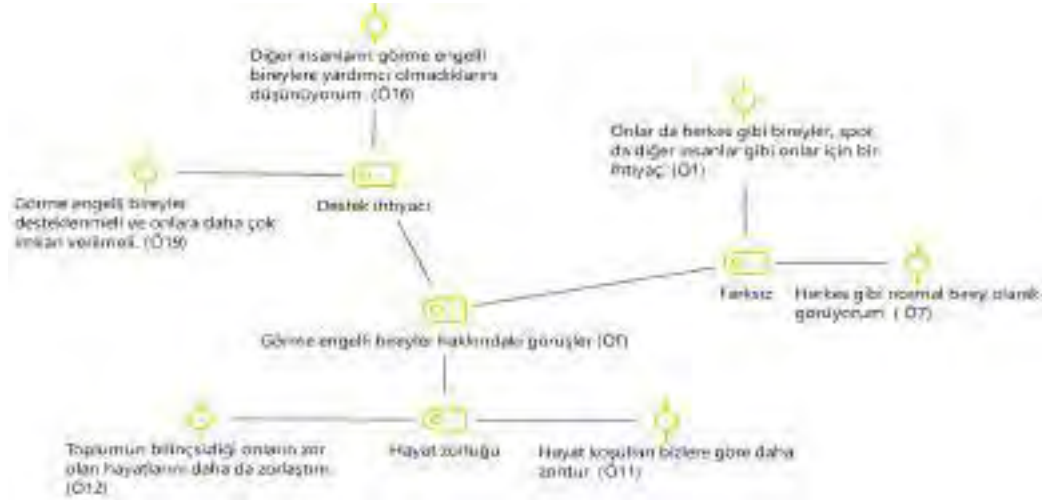 Diğer insanların görme engelli
bireylere yardımcı olmadıklarını
düşünüyorum. (Ö16)
Onlar da herkes gibi bireyler, spor
da diğer insanlar gibi onlar için bir
ihtiyaç. (Ö1)
Görme engelli bireyler
desteklenmeli ve onlara daha çok
imkan verilmeli. (Ö19)
Destek ihtiyacı
Farksız
Herkes gibi normal birey olarak
görüyorum. ( Ö7)
Görme engelli bireyler hakkındaki görüşler
Toplumun bilinçsizliği onların zor
olan hayatlarını daha da zorlaştırır.
(Ö12)
Hayat zorluğu
Hayat koşulları bizlere göre daha
zordur. (Ö11)